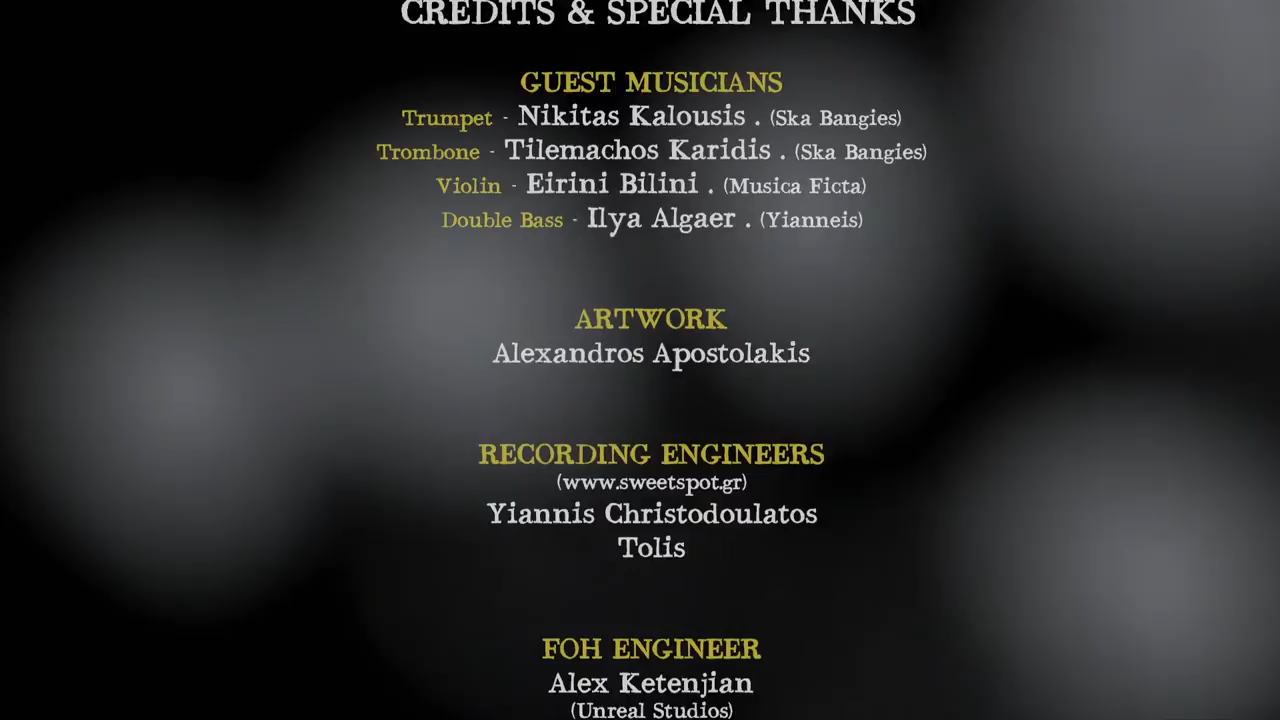 CREDITS & SPECIAL THANKS
GUEST MUSICIANS
Trumpet - Nikitas Kalousis . (Ska Bangies)
Trombone - Tilemachos Karidis . (Ska Bangies)
Violin - Eirini Bilini . (Musica Ficta)
Double Bass - Ilya Algaer . (Yianneis)
ARTWORK
Alexandros Apostolakis
RECORDING ENGINEERS
(www.sweetspot.gr)
Yiannis Christodoulatos
Tolis
FOH ENGINEER
Alex Ketenjian
(Unreal Studios)